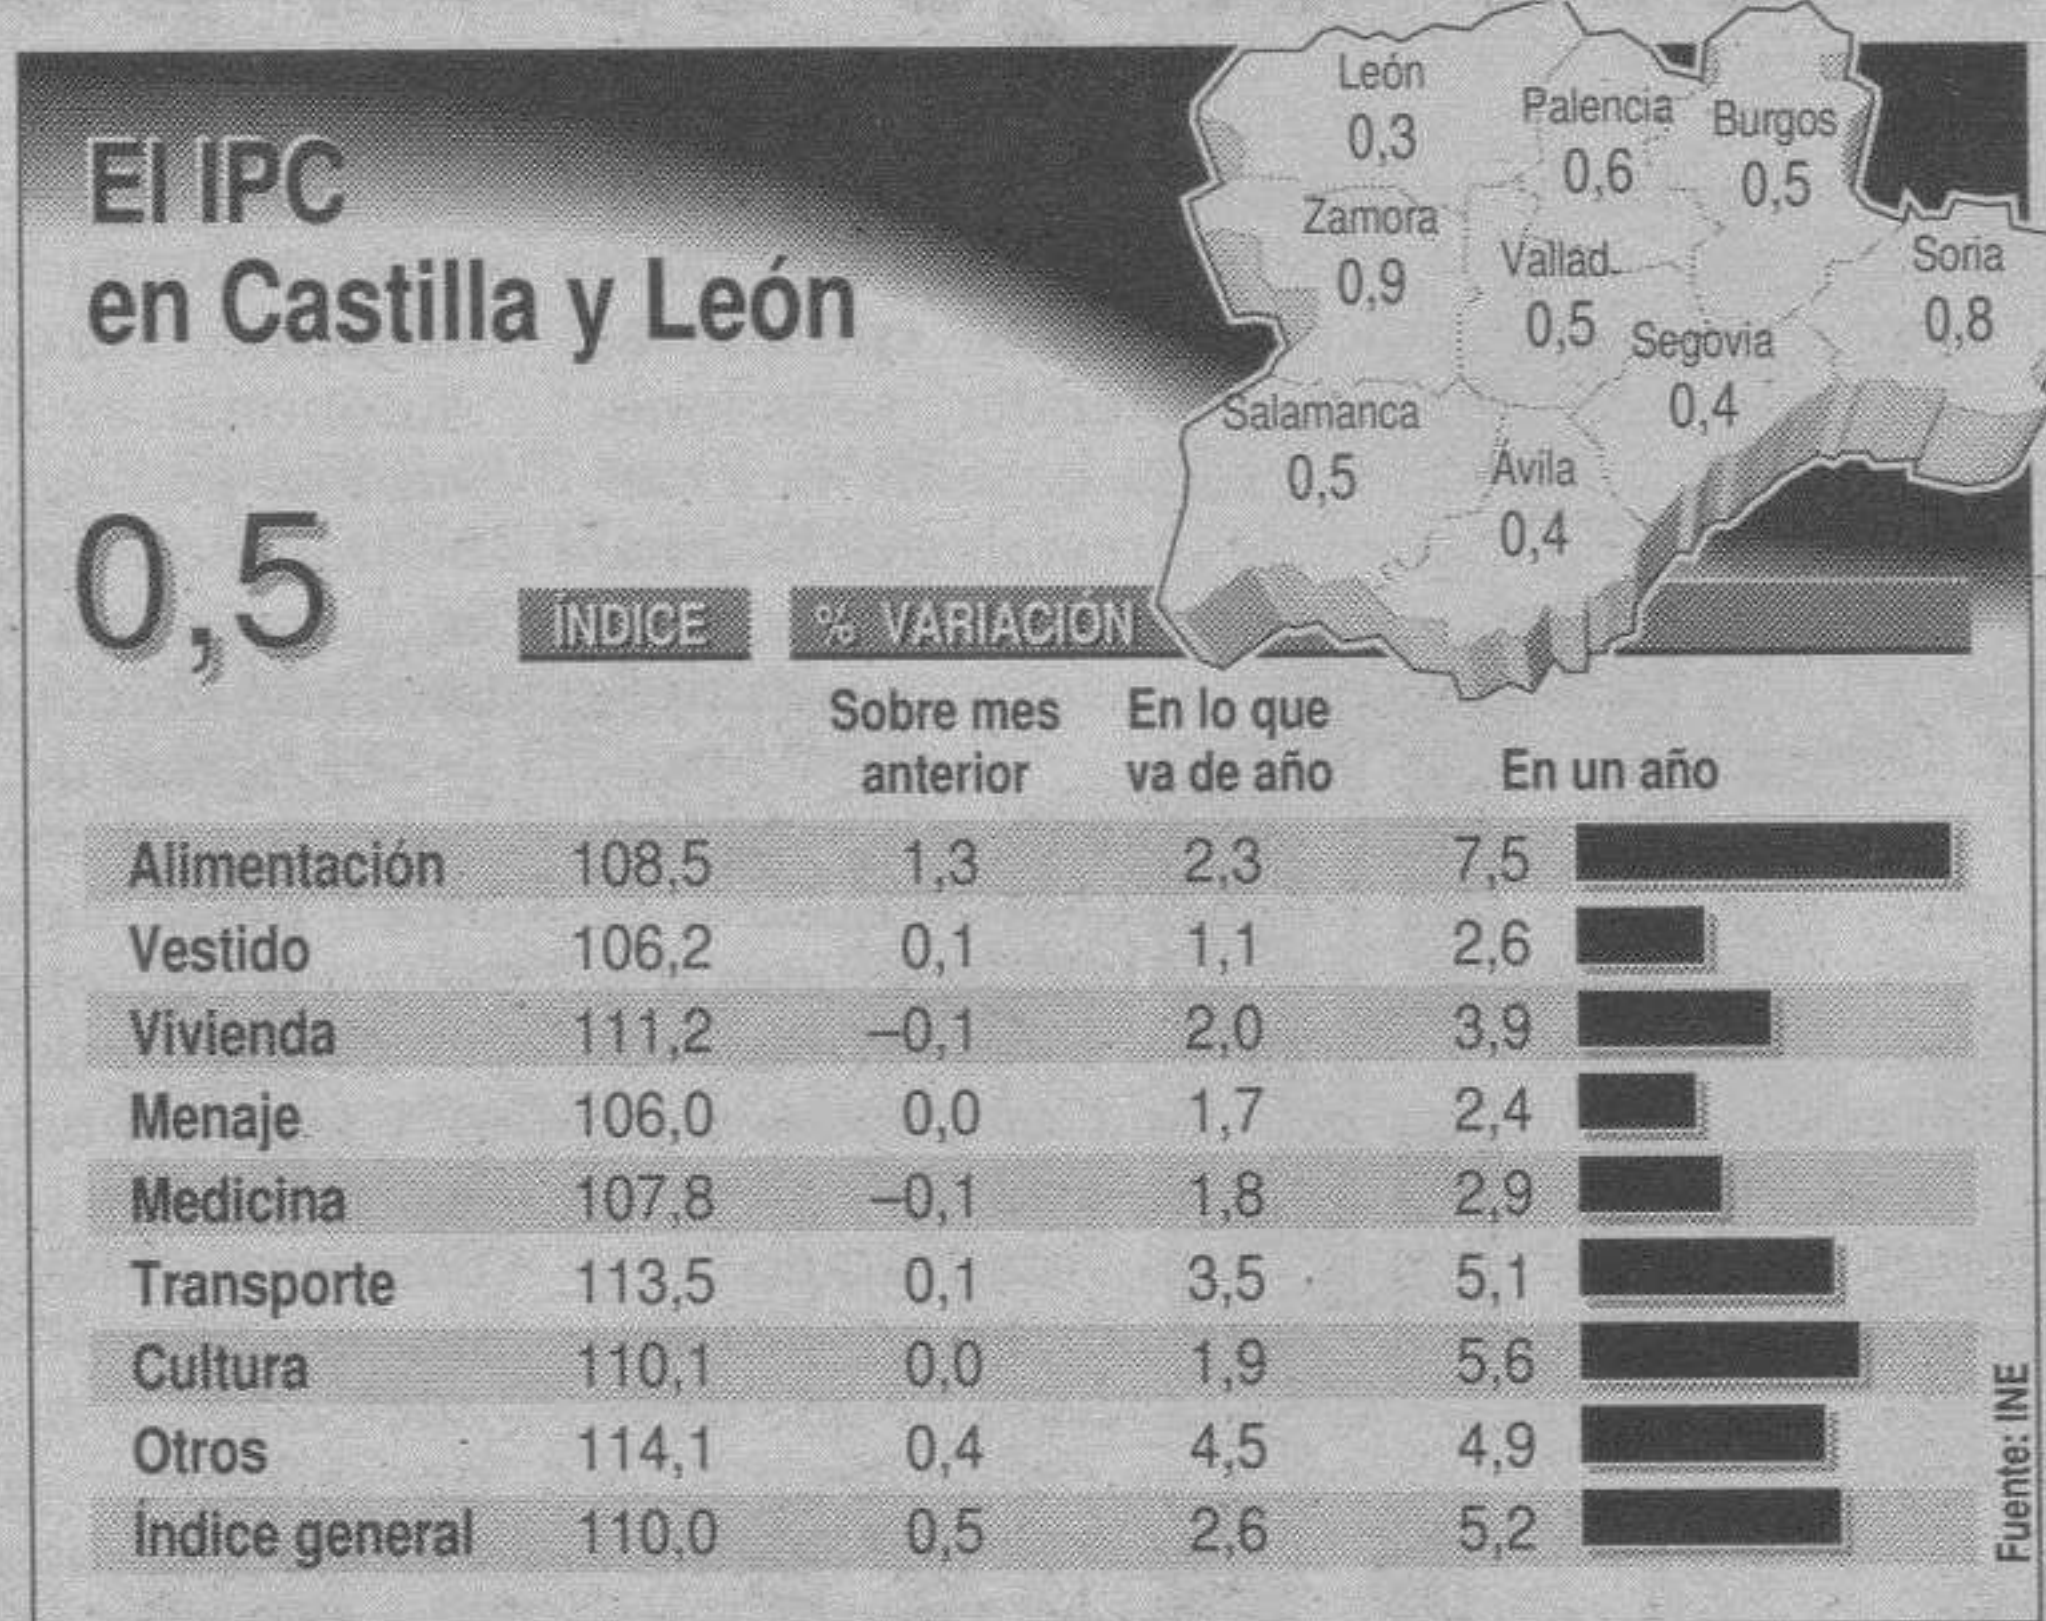 El IPC
en Castilla y León
0,5
León
0,3
Palencia
0,6
Burgos
0,5
Zamora
0,9
Vallad.
0,5
Soria
0,8
Segovia
0,4
Salamanca
0,5
Ávila
0,4
ÍNDICE % VARIACIÓN
Sobre mes anterior En lo que va de año En un año
Alimentación 108,5 1,3 2,3 7,5
Vestido 106,2 0,1 1,1 2,6
Vivienda 111,2 –0,1 2,0 3,9
Menaje 106,0 0,0 1,7 2,4
Medicina 107,8 –0,1 1,8 2,9
Transporte 113,5 0,1 3,5 5,1
Cultura 110,1 0,0 1,9 5,6
Otros 114,1 0,4 4,5 4,9
Índice general 110,0 0,5 2,6 5,2
Fuente: INE